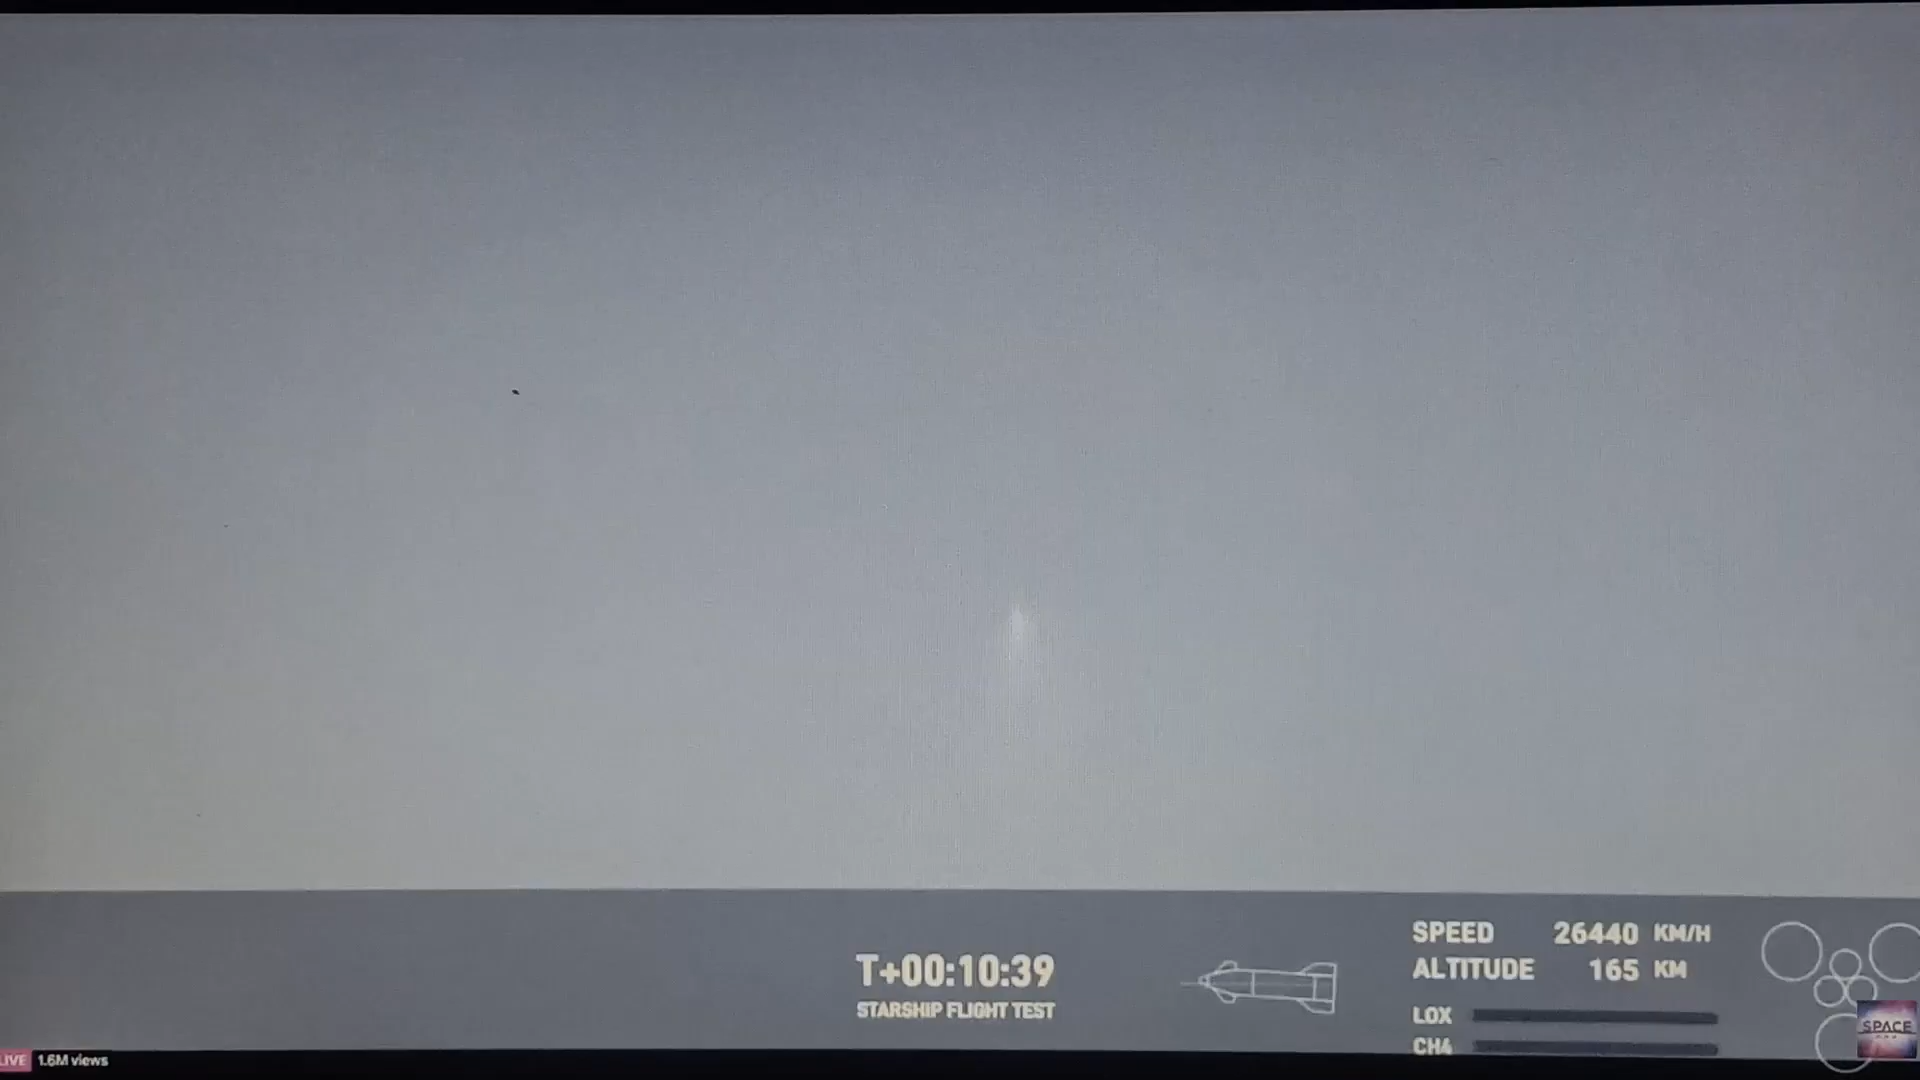 T+00:10:39
STARSHIP FLIGHT TEST
SPEED 26440 KM/H
ALTITUDE 165 KM
LOX
CH4
SPACE
LIVE 1.6M views